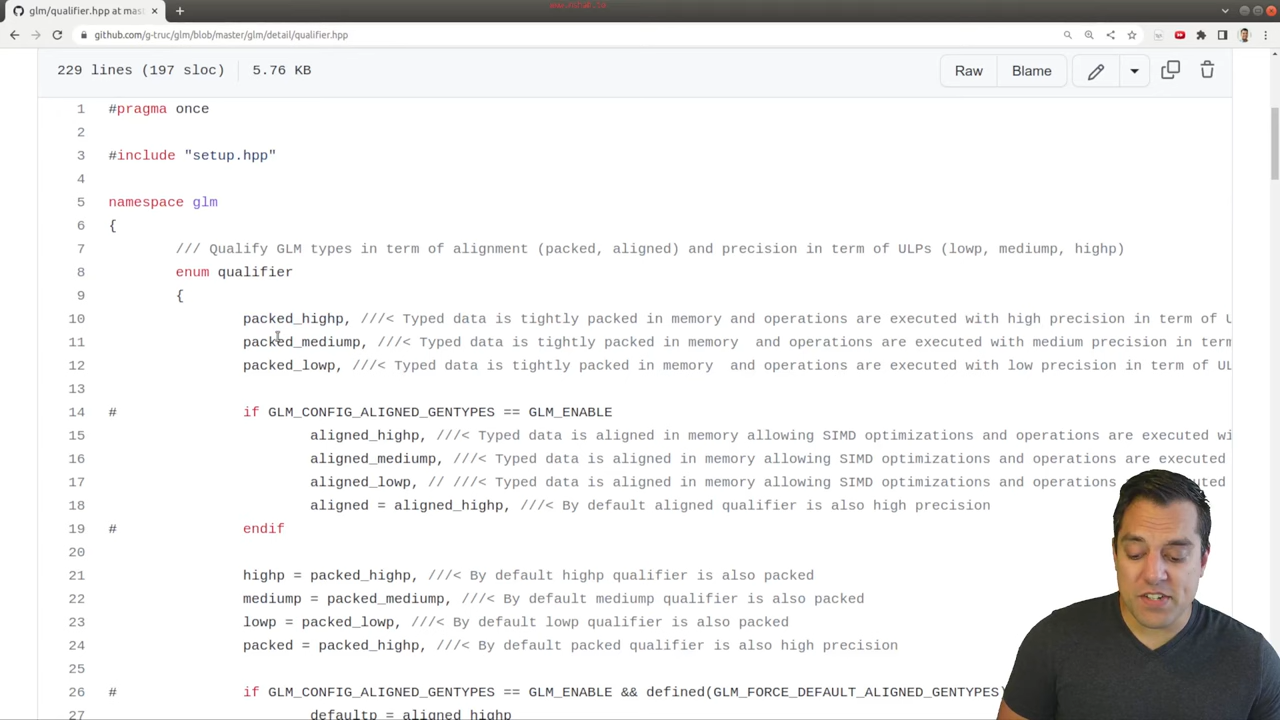 glm/qualifier.hpp at mas
github.com/g-truc/glm/blob/master/glm/detail/qualifier.hpp
229 lines (197 sloc) 5.76 KB
Raw Blame
1 #pragma once
2
3 #include "setup.hpp"
4
5 namespace glm
6 {
7 /// Qualify GLM types in term of alignment (packed, aligned) and precision in term of ULPs (lowp, mediump, highp)
8 enum qualifier
9 {
10 packed_highp, ///< Typed data is tightly packed in memory and operations are executed with high precision in term of U
11 packed_mediump, ///< Typed data is tightly packed in memory  and operations are executed with medium precision in term
12 packed_lowp, ///< Typed data is tightly packed in memory  and operations are executed with low precision in term of UL
13
14 # if GLM_CONFIG_ALIGNED_GENTYPES == GLM_ENABLE
15 aligned_highp, ///< Typed data is aligned in memory allowing SIMD optimizations and operations are executed wi
16 aligned_mediump, ///< Typed data is aligned in memory allowing SIMD optimizations and operations are executed
17 aligned_lowp, // ///< Typed data is aligned in memory allowing SIMD optimizations and operations are executed
18 aligned = aligned_highp, ///< By default aligned qualifier is also high precision
19 # endif
20
21 highp = packed_highp, ///< By default highp qualifier is also packed
22 mediump = packed_mediump, ///< By default mediump qualifier is also packed
23 lowp = packed_lowp, ///< By default lowp qualifier is also packed
24 packed = packed_highp, ///< By default packed qualifier is also high precision
25
26 # if GLM_CONFIG_ALIGNED_GENTYPES == GLM_ENABLE && defined(GLM_FORCE_DEFAULT_ALIGNED_GENTYPES)
27 defaultp = aligned_highp